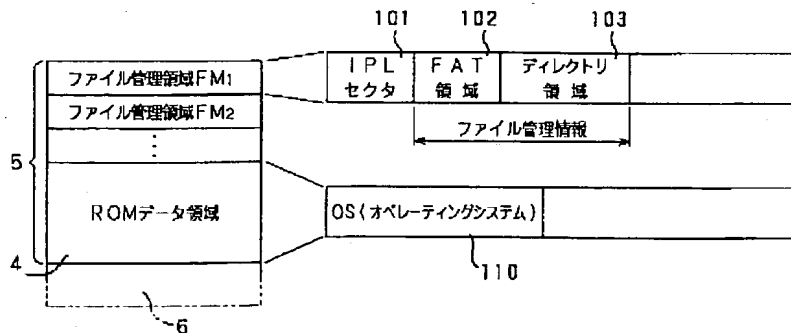 101
102
103
ファイル管理領域FM1
ファイル管理領域FM2
⋮
ROMデータ領域
5
4
6
IPL
セクタ
FAT
領域
ディレクトリ
領域
ファイル管理情報
OS(オペレーティングシステム)
110